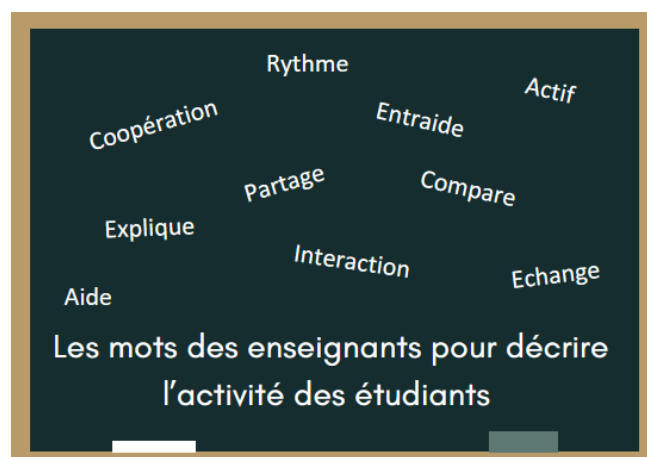 Rythme
Actif
Coopération
Entraide
Partage
Compare
Explique
Interaction
Echange
Aide
Les mots des enseignants pour décrire
l'activité des étudiants